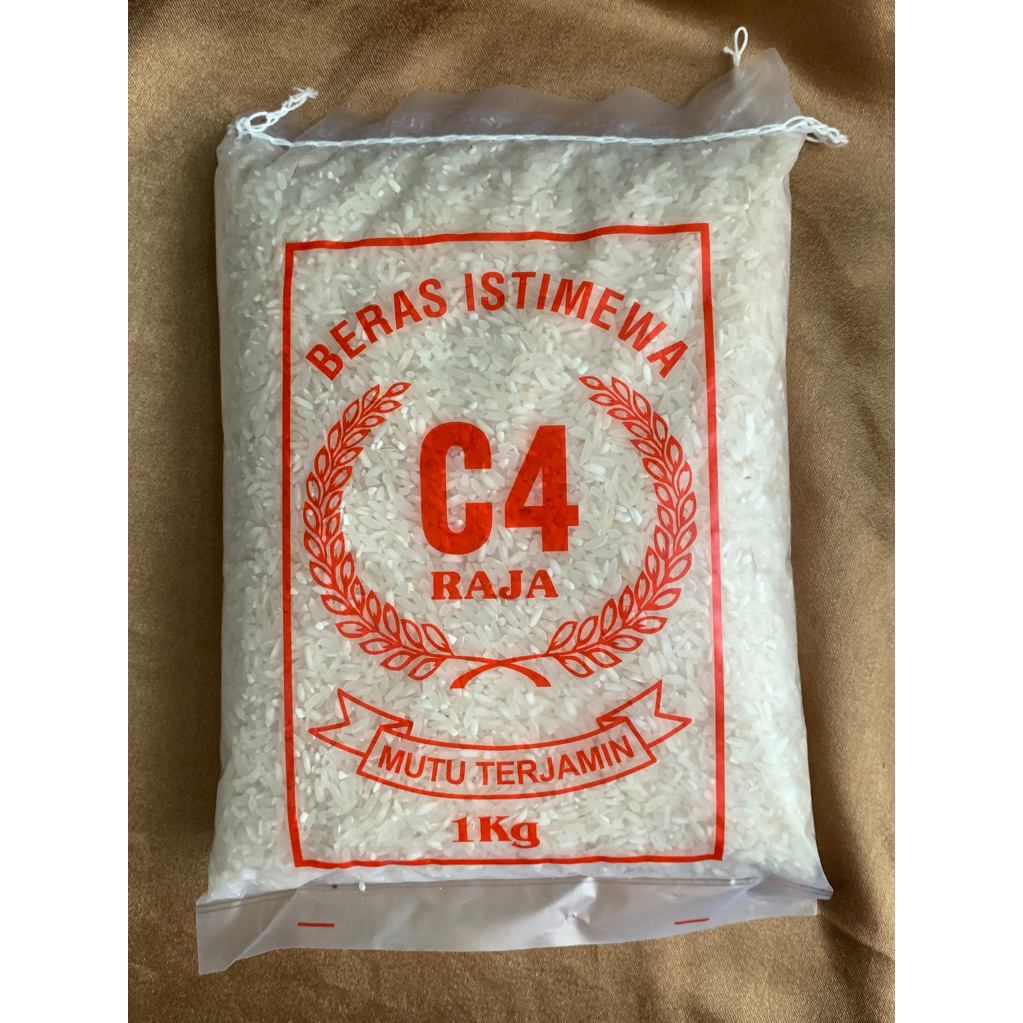 BERAS ISTIMEWA
C4
RAJA
MUTU TERJAMIN
1Kg